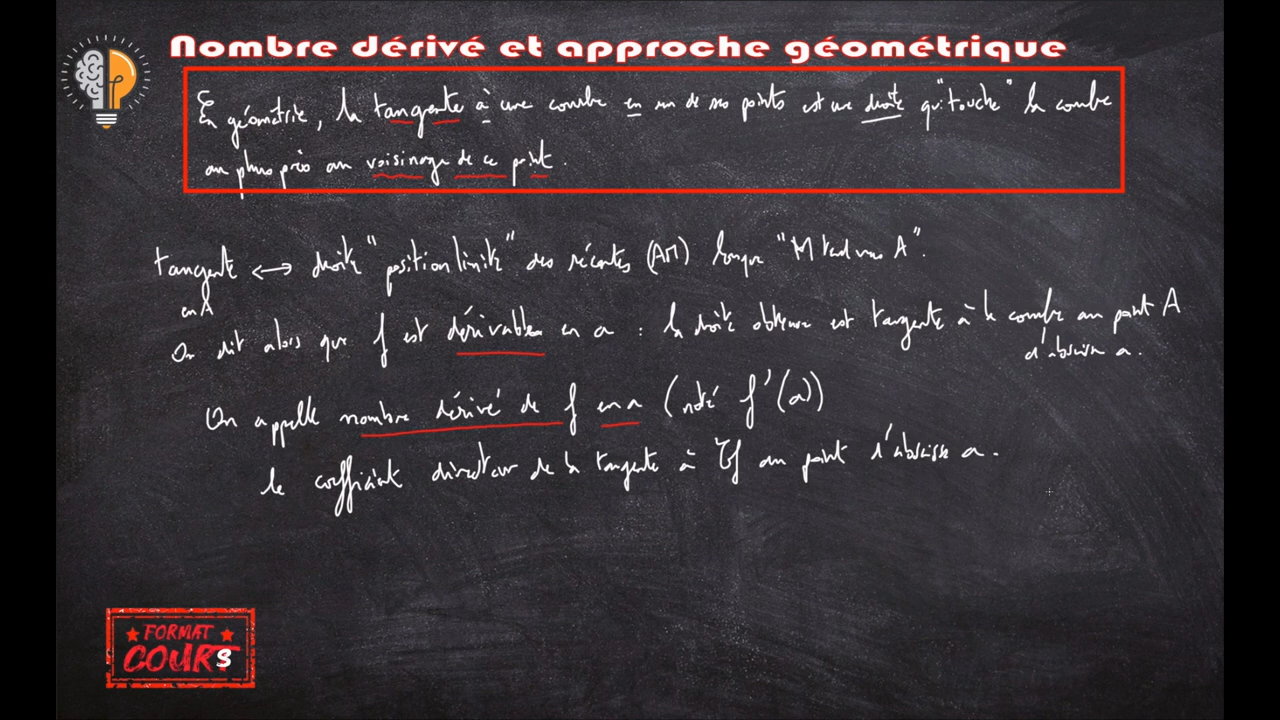 Nombre dérivé et approche géométrique
En géométrie, la tangente à une courbe en un de ses points est une droite qui "touche" la courbe
au plus près au voisinage de ce point.
tangente ⟷ droite "position limite" des sécantes (AM) lorsque "M tend vers A".
en A
On dit alors que f est dérivable en a : la droite obtenue est tangente à la courbe au point A
d'abscisse a.
On appelle nombre dérivé de f en a (noté f'(a))
le coefficient directeur de la tangente à Cf au point d'abscisse a.
FORMAT
COURS